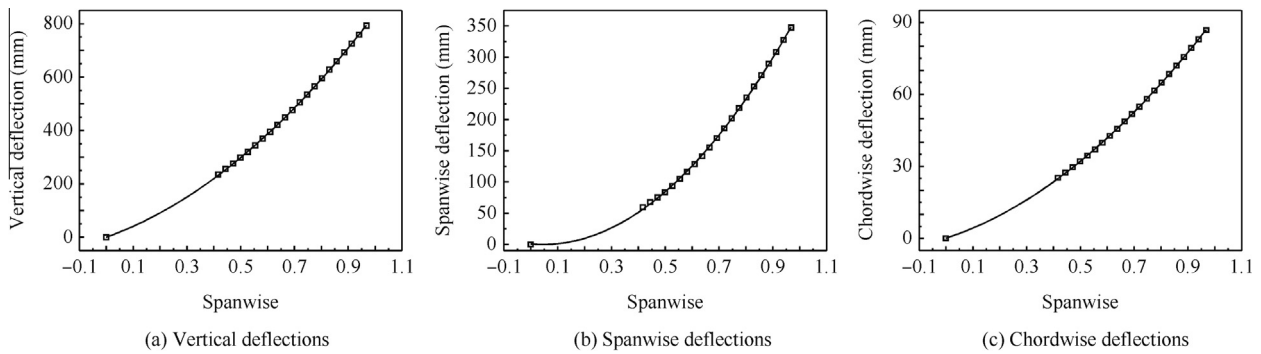 Vertical deflection (mm)
800
600
400
200
0
−0.1 0.1 0.3 0.5 0.7 0.9 1.1
Spanwise
(a) Vertical deflections
Spanwise deflection (mm)
350
300
250
200
150
100
50
0
−0.1 0.1 0.3 0.5 0.7 0.9 1.1
Spanwise
(b) Spanwise deflections
Chordwise deflection (mm)
90
60
30
0
−0.1 0.1 0.3 0.5 0.7 0.9 1.1
Spanwise
(c) Chordwise deflections